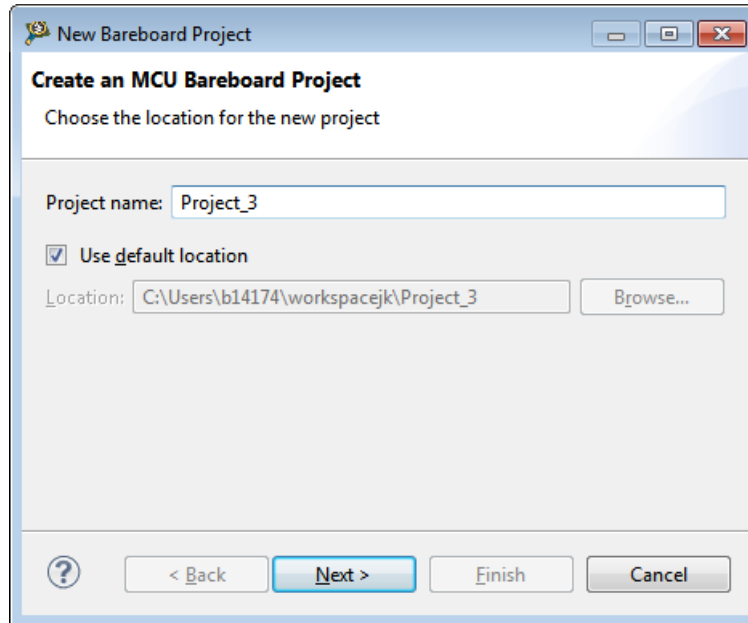 New Bareboard Project
Create an MCU Bareboard Project
Choose the location for the new project
Project name: Project_3
Use default location
Location: C:\Users\b14174\workspacejk\Project_3 Browse...
? < Back Next > Finish Cancel